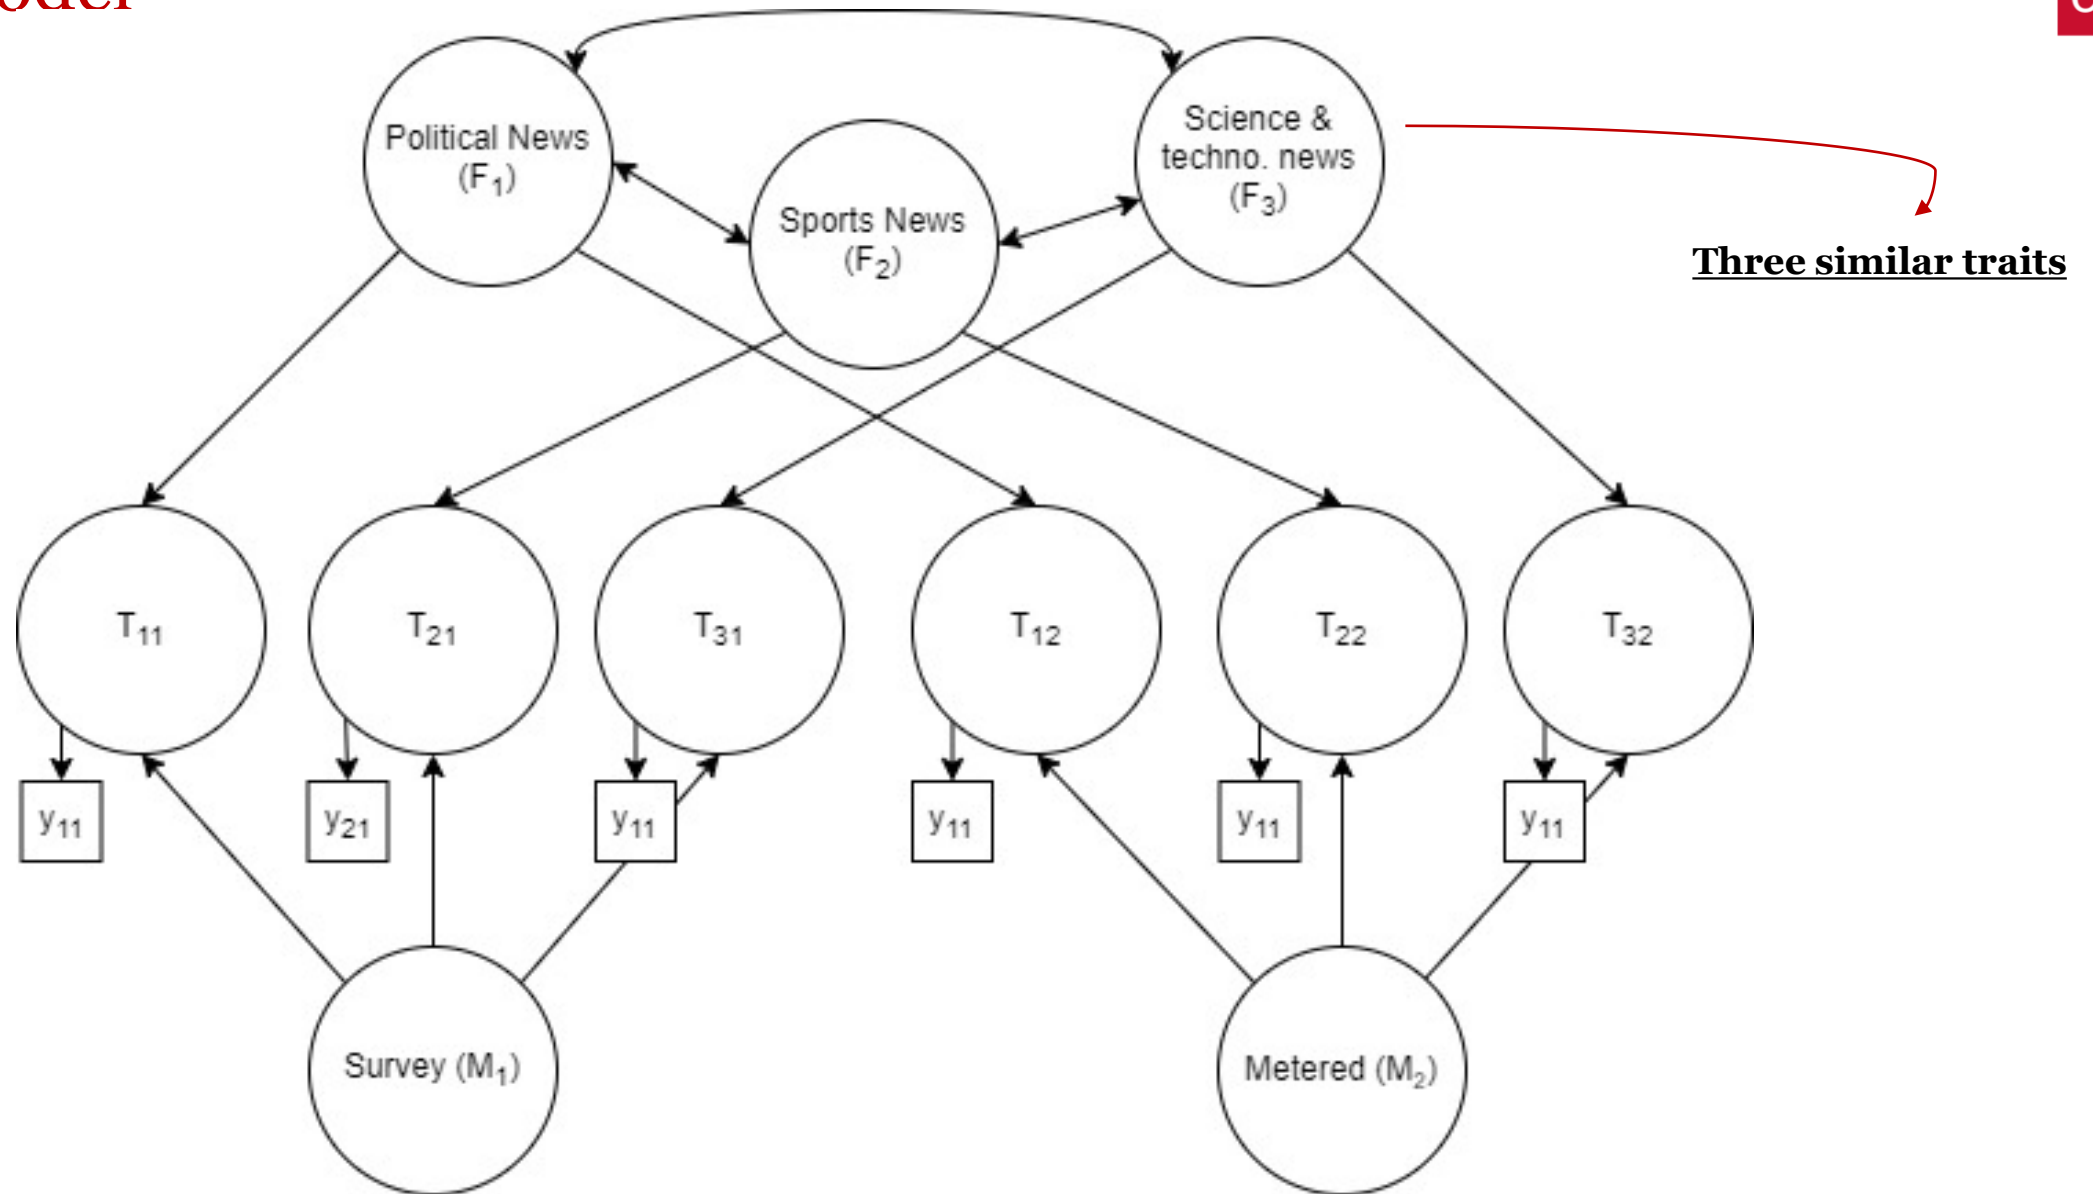 Political News
(F₁)
Sports News
(F₂)
Science &
techno. news
(F₃)
Three similar traits
T₁₁
T₂₁
T₃₁
T₁₂
T₂₂
T₃₂
y₁₁
y₂₁
y₁₁
y₁₁
y₁₁
y₁₁
Survey (M₁)
Metered (M₂)